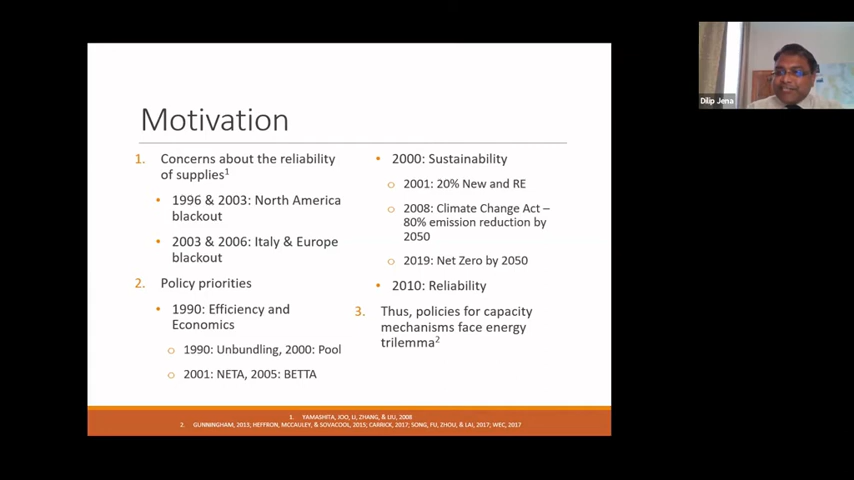 Motivation
1. Concerns about the reliability
of supplies1
• 1996 & 2003: North America
blackout
• 2003 & 2006: Italy & Europe
blackout
2. Policy priorities
• 1990: Efficiency and
Economics
o 1990: Unbundling, 2000: Pool
o 2001: NETA, 2005: BETTA
• 2000: Sustainability
o 2001: 20% New and RE
o 2008: Climate Change Act –
80% emission reduction by
2050
o 2019: Net Zero by 2050
• 2010: Reliability
3. Thus, policies for capacity
mechanisms face energy
trilemma2
1. YAMASHITA, JOO, LI, ZHANG, & LIU, 2008
2. GUNNINGHAM, 2013; HEFFRON, MCCAULEY, & SOVACOOL, 2015; CARRICK, 2017; SONG, FU, ZHOU, & LAI, 2017; WEC, 2017
Dilip Jena